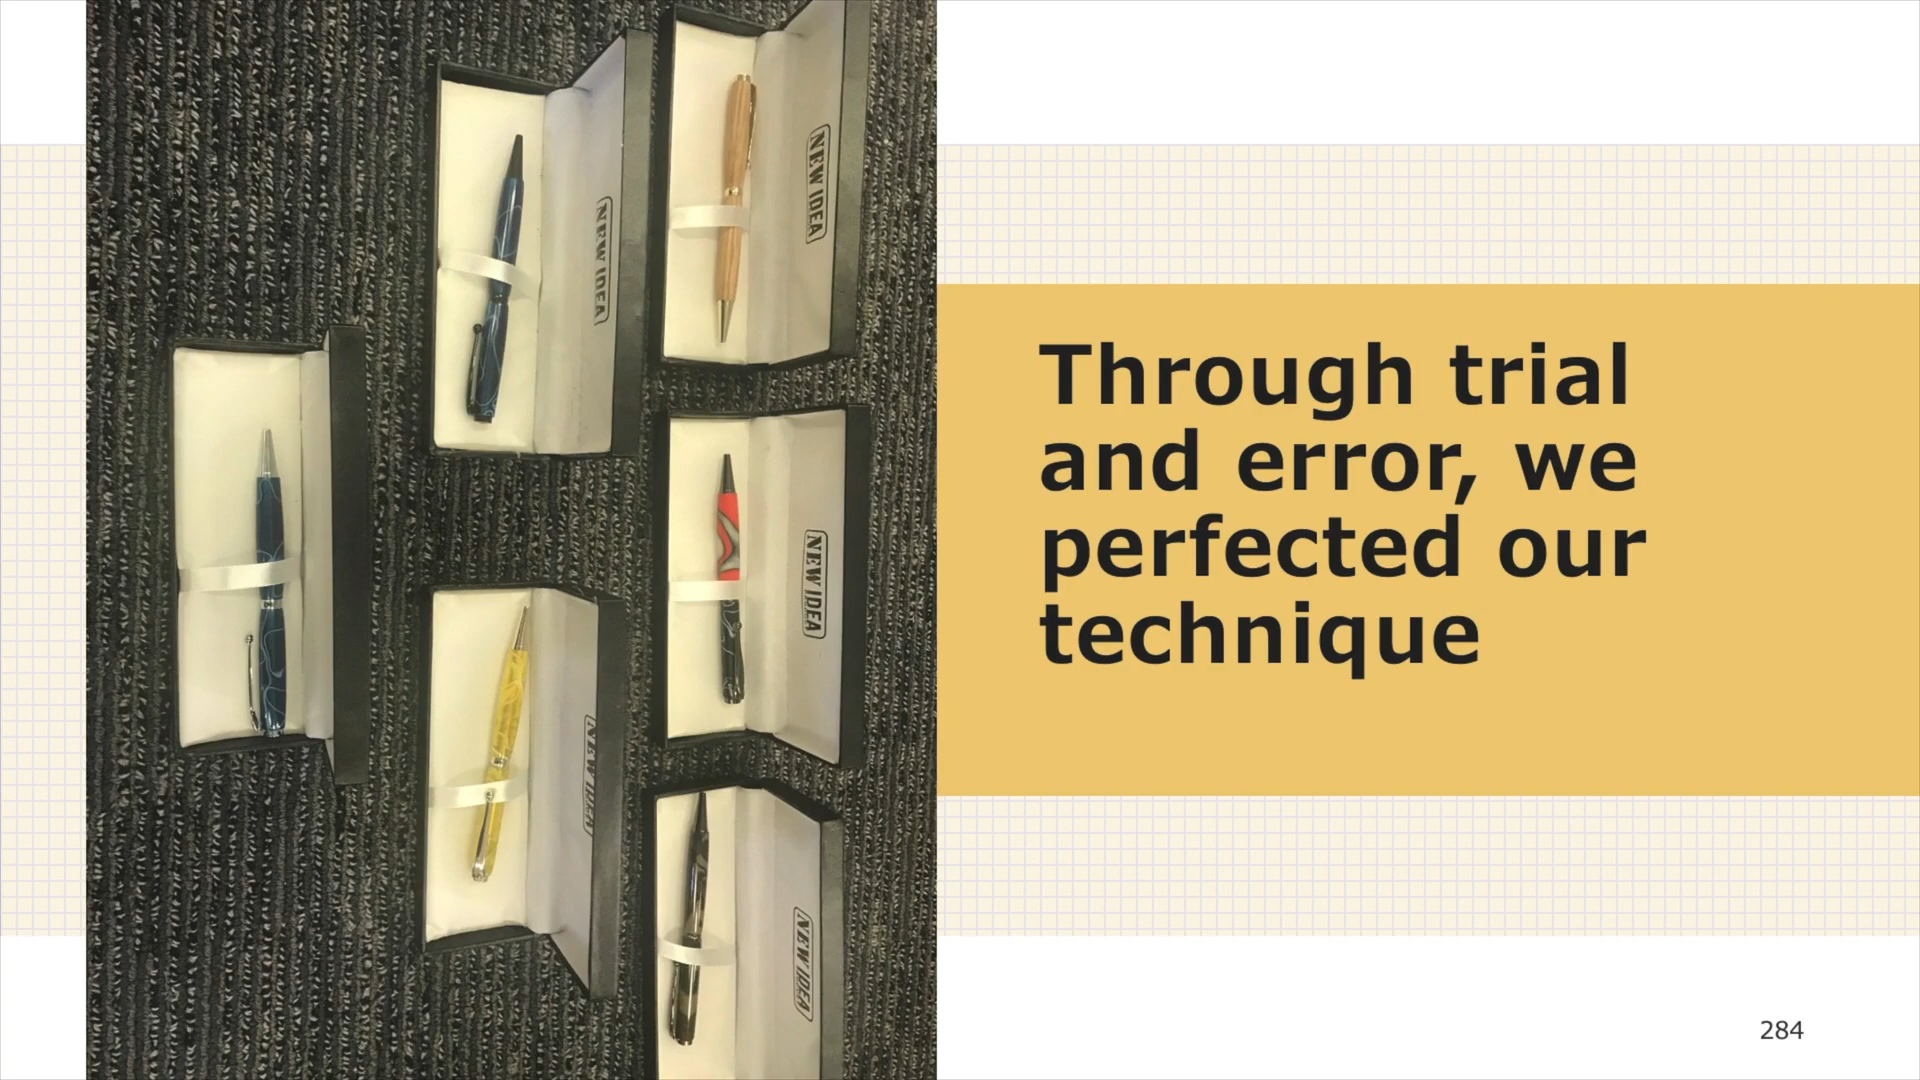 NEW IDEA
NEW IDEA
NEW IDEA
NEW IDEA
NEW IDEA
Through trial
and error, we
perfected our
technique
284